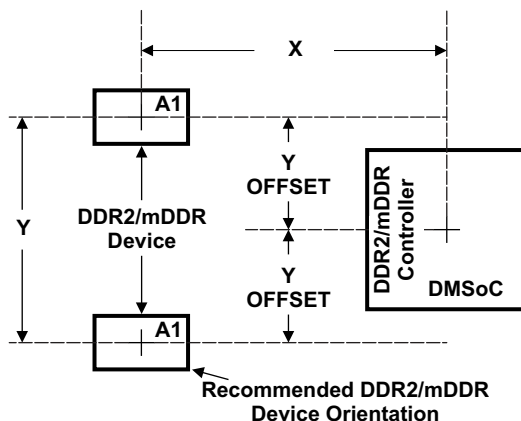 X
A1
Y
OFFSET
Y
DDR2/mDDR
Device
DDR2/mDDR
Controller
DMSoC
Y
OFFSET
A1
Recommended DDR2/mDDR
Device Orientation